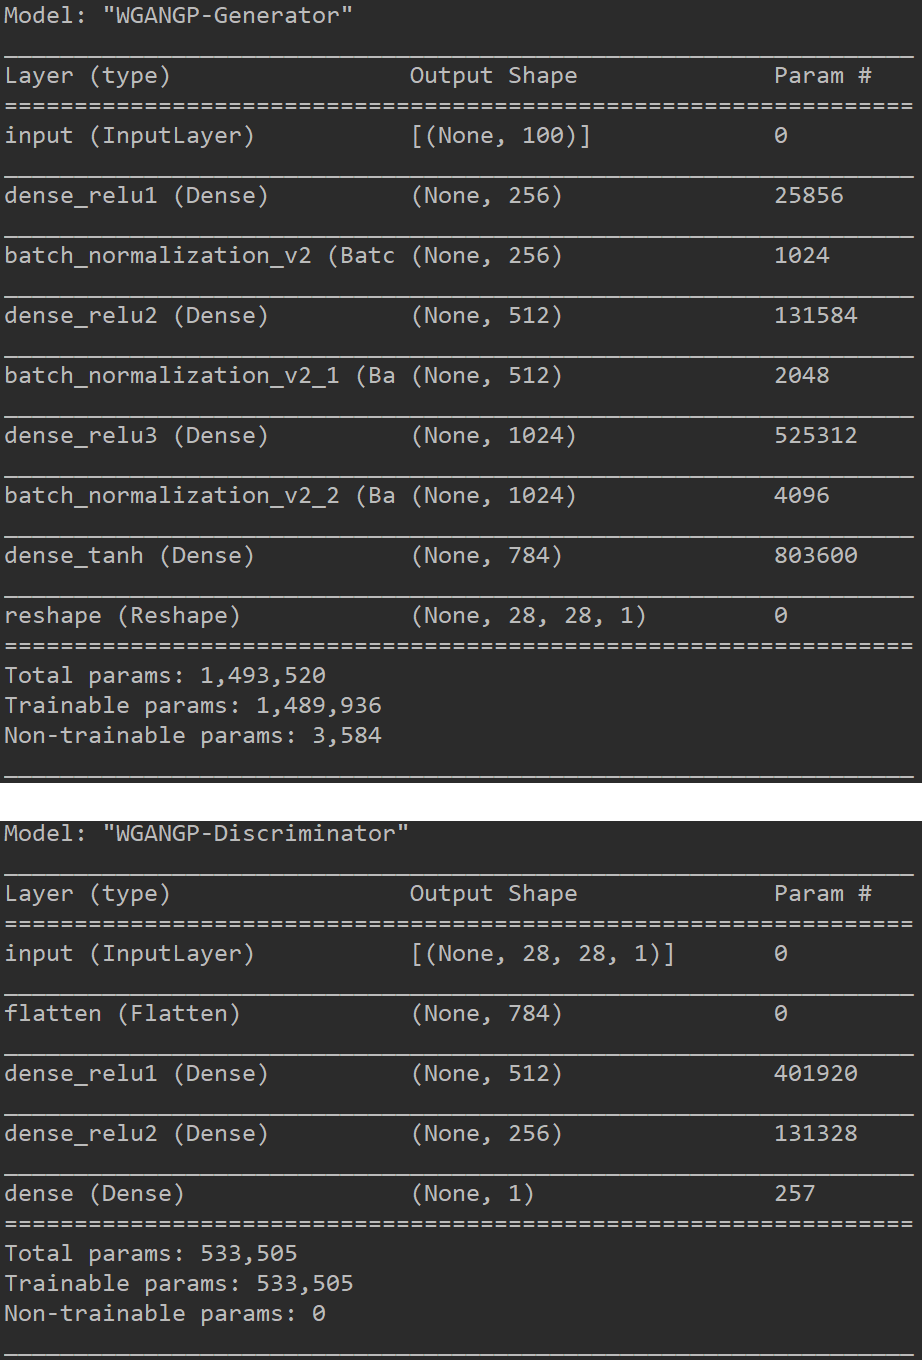 Model: "WGANGP-Generator"
Layer (type) Output Shape Param #
input (InputLayer) [(None, 100)] 0
dense_relu1 (Dense) (None, 256) 25856
batch_normalization_v2 (Batc (None, 256) 1024
dense_relu2 (Dense) (None, 512) 131584
batch_normalization_v2_1 (Ba (None, 512) 2048
dense_relu3 (Dense) (None, 1024) 525312
batch_normalization_v2_2 (Ba (None, 1024) 4096
dense_tanh (Dense) (None, 784) 803600
reshape (Reshape) (None, 28, 28, 1) 0
Total params: 1,493,520
Trainable params: 1,489,936
Non-trainable params: 3,584
Model: "WGANGP-Discriminator"
Layer (type) Output Shape Param #
input (InputLayer) [(None, 28, 28, 1)] 0
flatten (Flatten) (None, 784) 0
dense_relu1 (Dense) (None, 512) 401920
dense_relu2 (Dense) (None, 256) 131328
dense (Dense) (None, 1) 257
Total params: 533,505
Trainable params: 533,505
Non-trainable params: 0